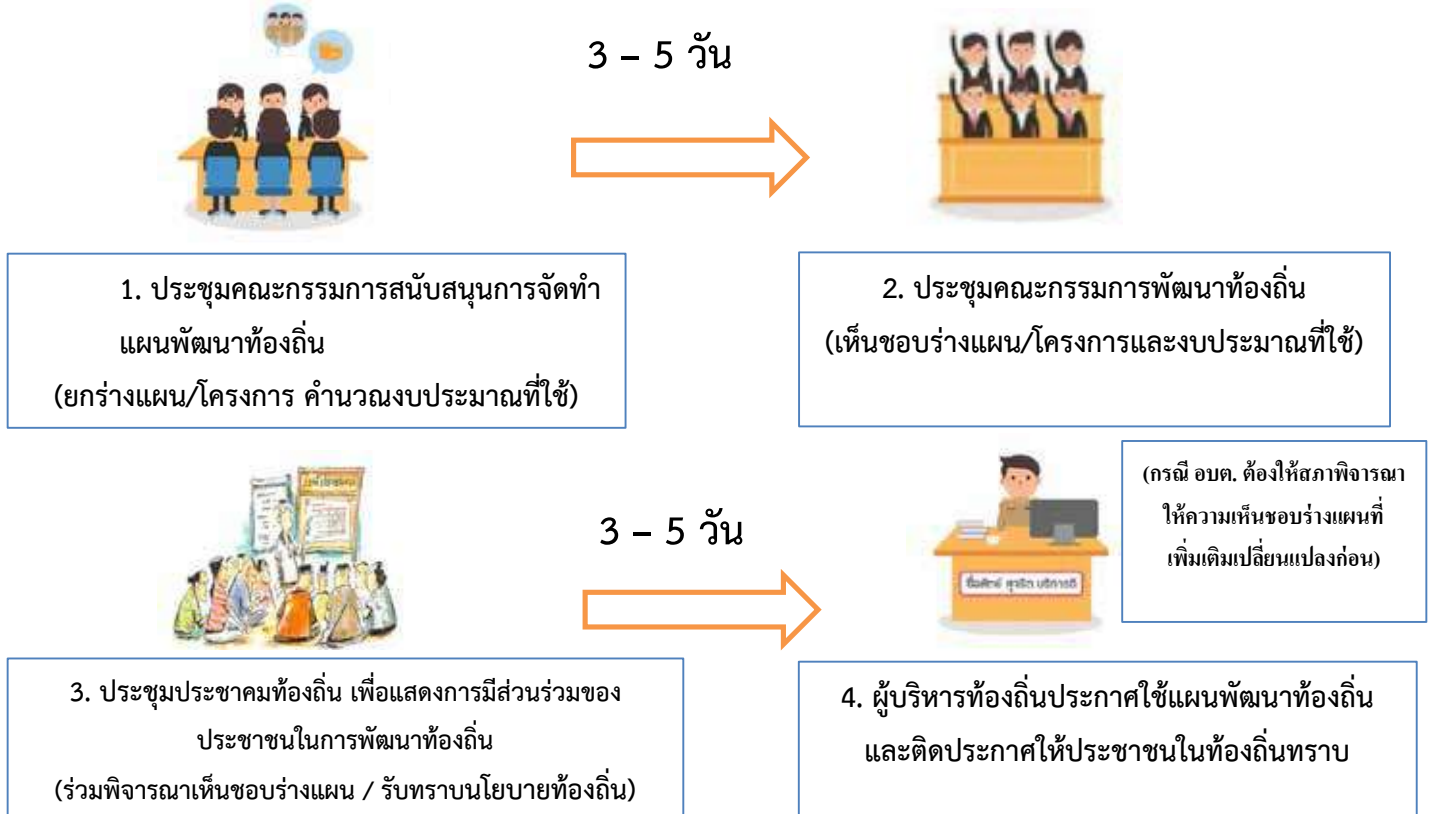 3 – 5 วัน
1. ประชุมคณะกรรมการสนับสนุนการจัดทำ
แผนพัฒนาท้องถิ่น
(ยกร่างแผน/โครงการ คำนวณงบประมาณที่ใช้)
2. ประชุมคณะกรรมการพัฒนาท้องถิ่น
(เห็นชอบร่างแผน/โครงการและงบประมาณที่ใช้)
3 – 5 วัน
ซื่อสัตย์ สุจริต บริการดี
(กรณี อบต. ต้องให้สภาพิจารณา
ให้ความเห็นชอบร่างแผนที่
เพิ่มเติมเปลี่ยนแปลงก่อน)
3. ประชุมประชาคมท้องถิ่น เพื่อแสดงการมีส่วนร่วมของ
ประชาชนในการพัฒนาท้องถิ่น
(ร่วมพิจารณาเห็นชอบร่างแผน / รับทราบนโยบายท้องถิ่น)
4. ผู้บริหารท้องถิ่นประกาศใช้แผนพัฒนาท้องถิ่น
และติดประกาศให้ประชาชนในท้องถิ่นทราบ